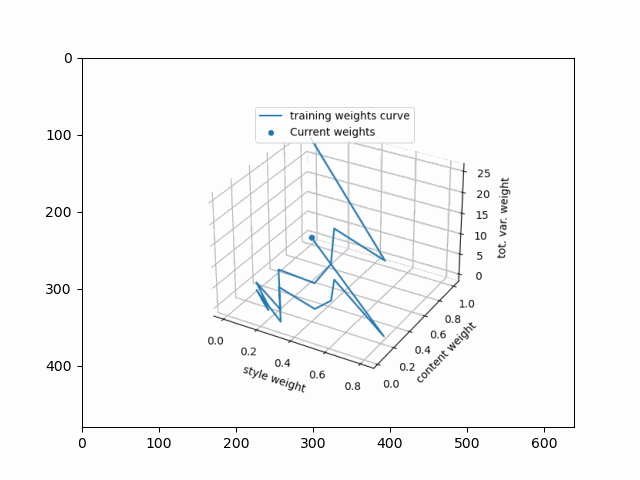 0
100
200
300
400
0 100 200 300 400 500 600
training weights curve
Current weights
25
20
15
10
5
0
tot. var. weight
1.0
0.8
0.6
0.4
0.2
0.0
content weight
0.0 0.2 0.4 0.6 0.8
style weight